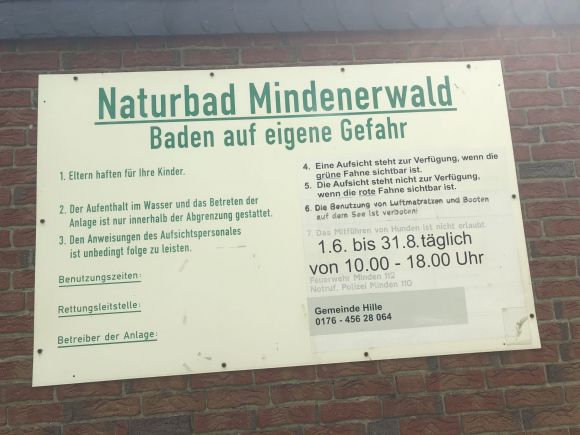 Naturbad Mindenerwald
Baden auf eigene Gefahr
1. Eltern haften für Ihre Kinder.
2. Der Aufenthalt im Wasser und das Betreten der
Anlage ist nur innerhalb der Abgrenzung gestattet.
3. Den Anweisungen des Aufsichtspersonales
ist unbedingt folge zu leisten.
Benutzungszeiten:
Rettungsleitstelle:
Betreiber der Anlage:
4. Eine Aufsicht steht zur Verfügung, wenn die
grüne Fahne sichtbar ist.
5. Die Aufsicht steht nicht zur Verfügung,
wenn die rote Fahne sichtbar ist.
6. Die Benutzung von Luftmatratzen und Booten
auf dem See ist verboten!
7. Das Mitführen von Hunden ist nicht erlaubt
1.6. bis 31.8.täglich
von 10.00 - 18.00 Uhr
Feuerwehr Minden 112
Notruf, Polizei Minden 110
Gemeinde Hille
0176 - 456 28 064